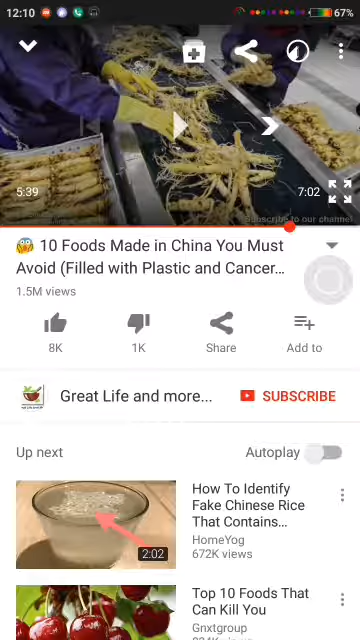 12:10
67%
5:39
7:02
Subscribe to our channel
😱 10 Foods Made in China You Must
Avoid (Filled with Plastic and Cancer...
1.5M views
8K
1K
Share
Add to
Great Life and more...
SUBSCRIBE
Up next
Autoplay
2:02
How To Identify
Fake Chinese Rice
That Contains...
HomeYog
672K views
Top 10 Foods That
Can Kill You
Gnxtgroup